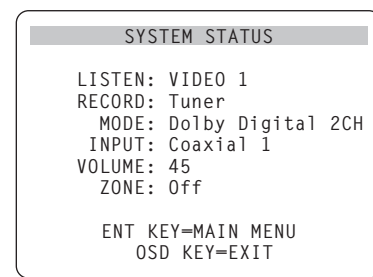 SYSTEM STATUS
LISTEN: VIDEO 1
RECORD: Tuner
MODE: Dolby Digital 2CH
INPUT: Coaxial 1
VOLUME: 45
ZONE: Off
ENT KEY=MAIN MENU
OSD KEY=EXIT